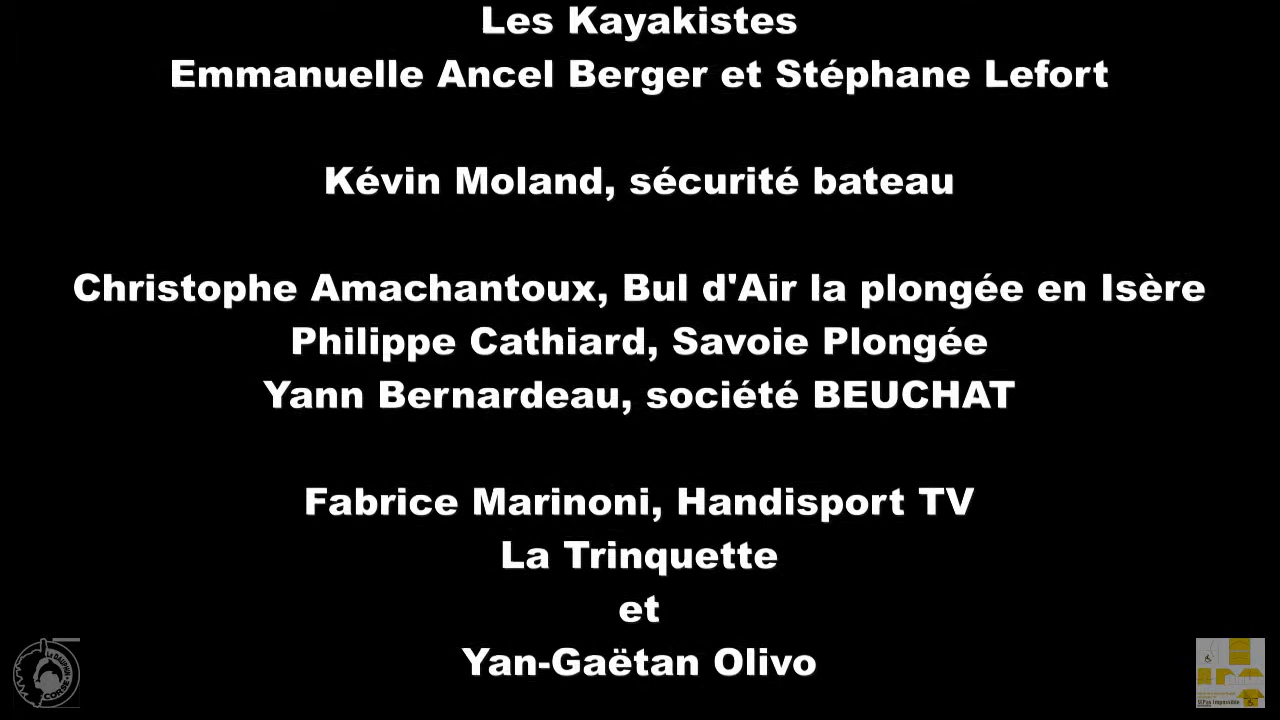 Les Kayakistes
Emmanuelle Ancel Berger et Stéphane Lefort
Kévin Moland, sécurité bateau
Christophe Amachantoux, Bul d'Air la plongée en Isère
Philippe Cathiard, Savoie Plongée
Yann Bernardeau, société BEUCHAT
Fabrice Marinoni, Handisport TV
La Trinquette
et
Yan-Gaëtan Olivo